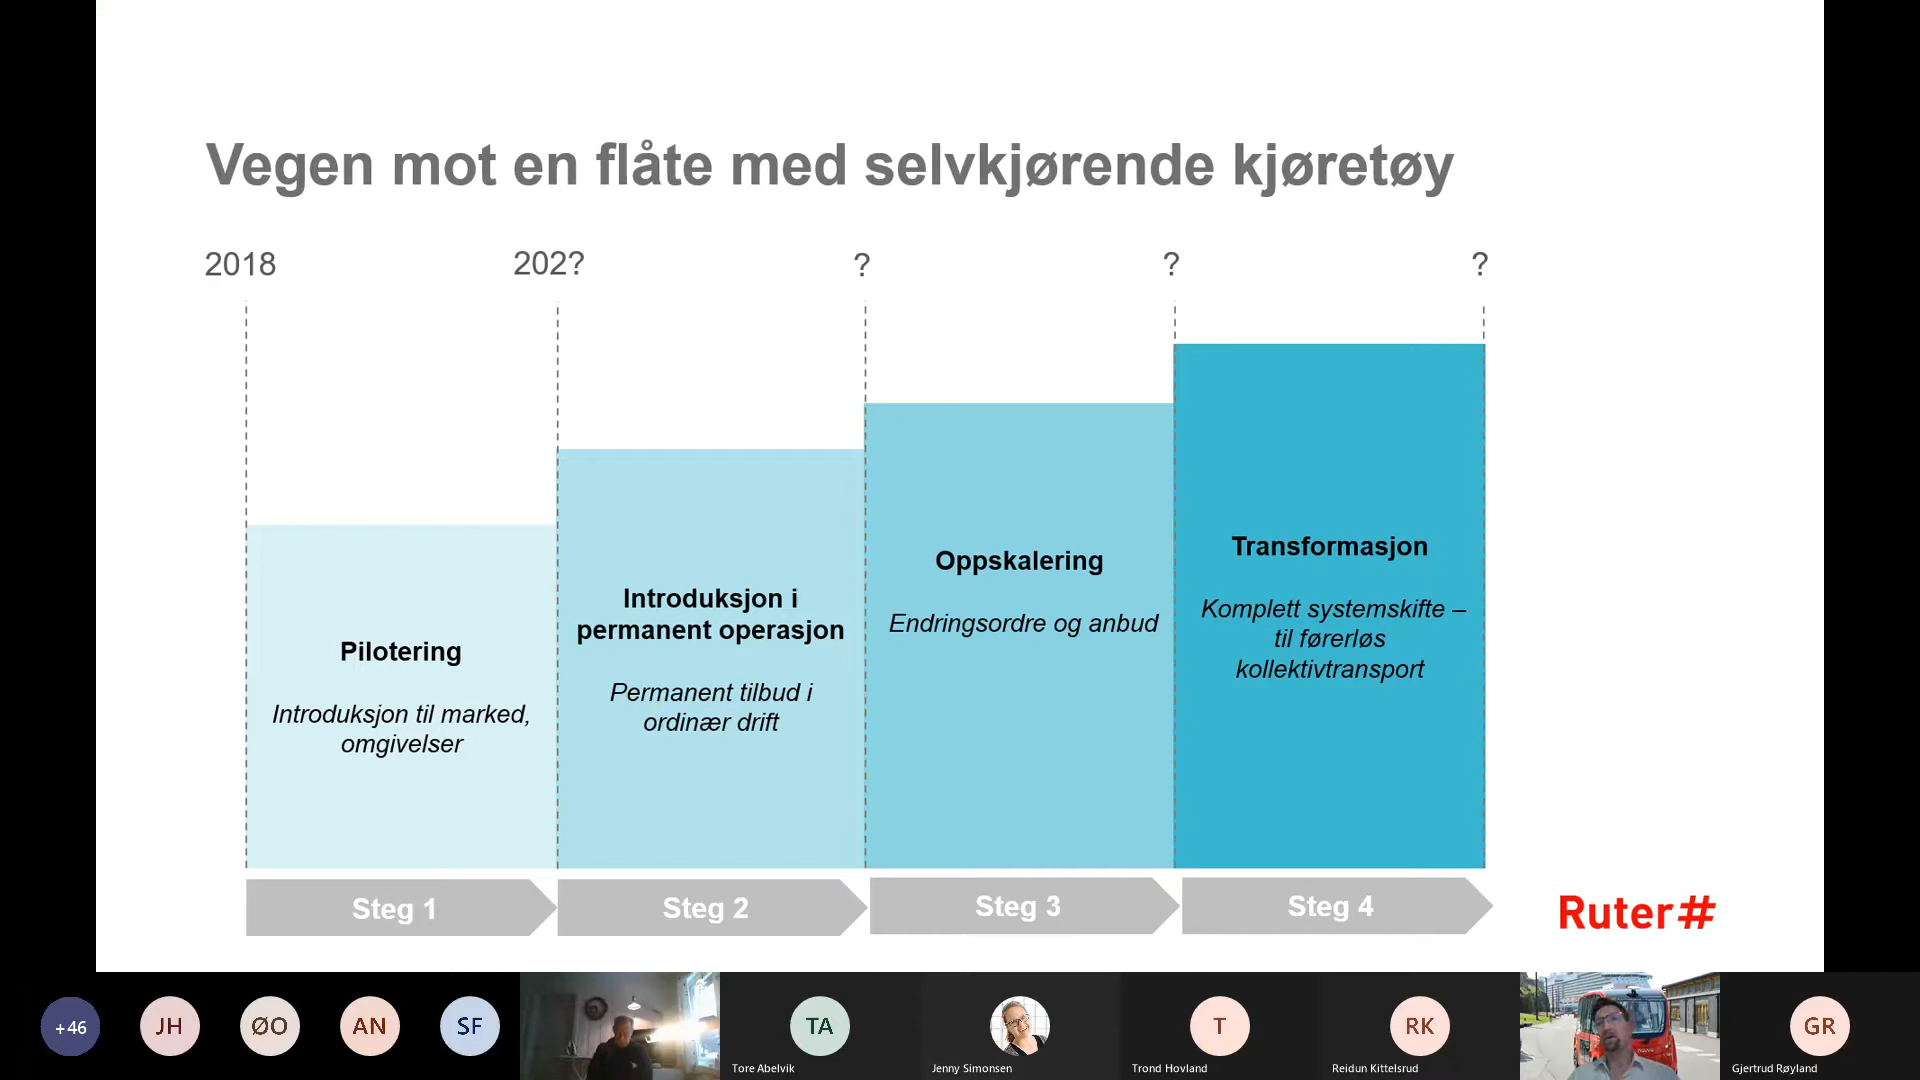 Vegen mot en flåte med selvkjørende kjøretøy
2018
202?
?
?
?
Pilotering
Introduksjon til marked,
omgivelser
Introduksjon i
permanent operasjon
Permanent tilbud i
ordinær drift
Oppskalering
Endringsordre og anbud
Transformasjon
Komplett systemskifte –
til førerløs
kollektivtransport
Steg 1
Steg 2
Steg 3
Steg 4
Ruter#
+46
JH
ØO
AN
SF
TA
Tore Abelvik
Jenny Simonsen
T
Trond Hovland
RK
Reidun Kittelsrud
GR
Gjertrud Røyland